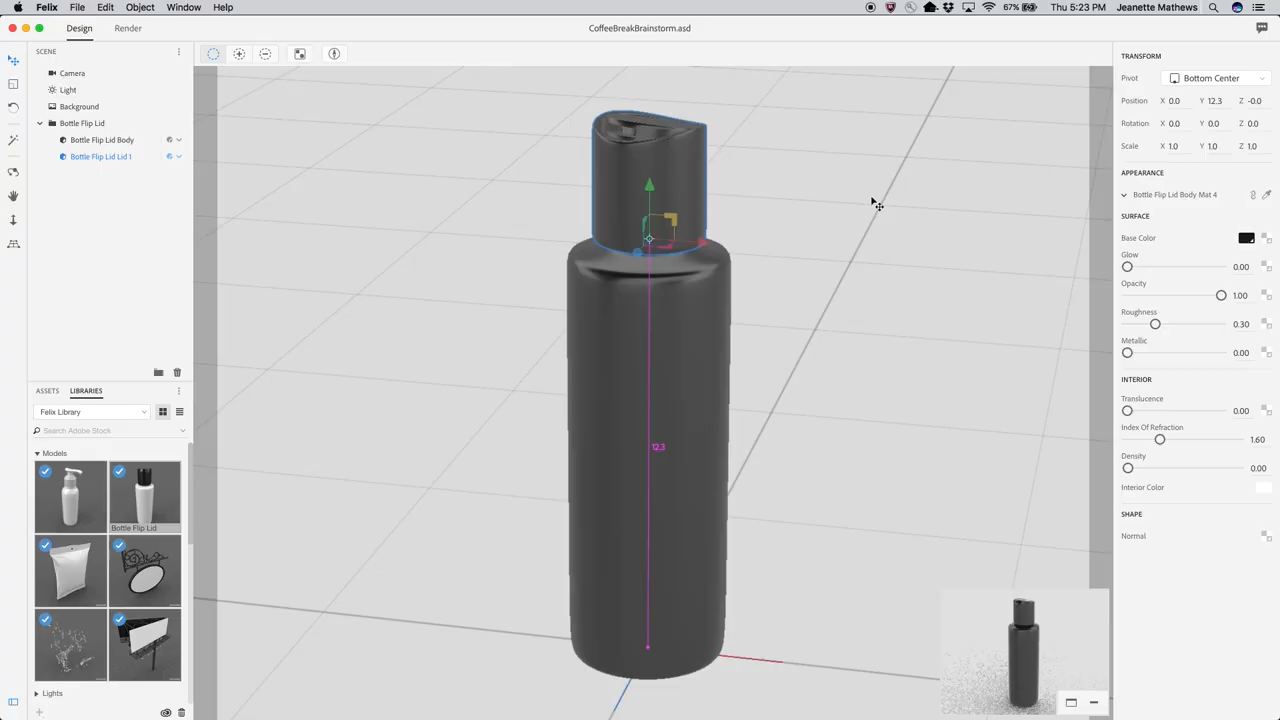 Felix File Edit Object Window Help 67% Thu 5:23 PM Jeanette Mathews
Design Render CoffeeBreakBrainstorm.asd
SCENE
Camera
Light
Background
Bottle Flip Lid
Bottle Flip Lid Body
Bottle Flip Lid Lid 1
ASSETS LIBRARIES
Felix Library
Search Adobe Stock
Models
Bottle Flip Lid
Lights
12.3
TRANSFORM
Pivot Bottom Center
Position X 0.0 Y 12.3 Z -0.0
Rotation X 0.0 Y 0.0 Z 0.0
Scale X 1.0 Y 1.0 Z 1.0
APPEARANCE
Bottle Flip Lid Body Mat 4
SURFACE
Base Color
Glow
0.00
Opacity
1.00
Roughness
0.30
Metallic
0.00
INTERIOR
Translucence
0.00
Index Of Refraction
1.60
Density
0.00
Interior Color
SHAPE
Normal